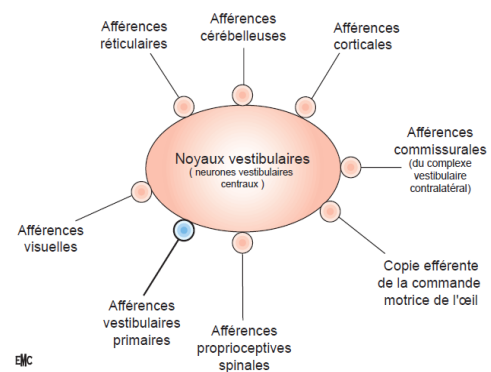 Afférences
réticulaires
Afférences
cérébelleuses
Afférences
corticales
Noyaux vestibulaires
( neurones vestibulaires
centraux )
Afférences
commissurales
(du complexe
vestibulaire
contralatéral)
Afférences
visuelles
Copie efférente
de la commande
motrice de l'œil
Afférences
vestibulaires
primaires
Afférences
proprioceptives
spinales
EMC